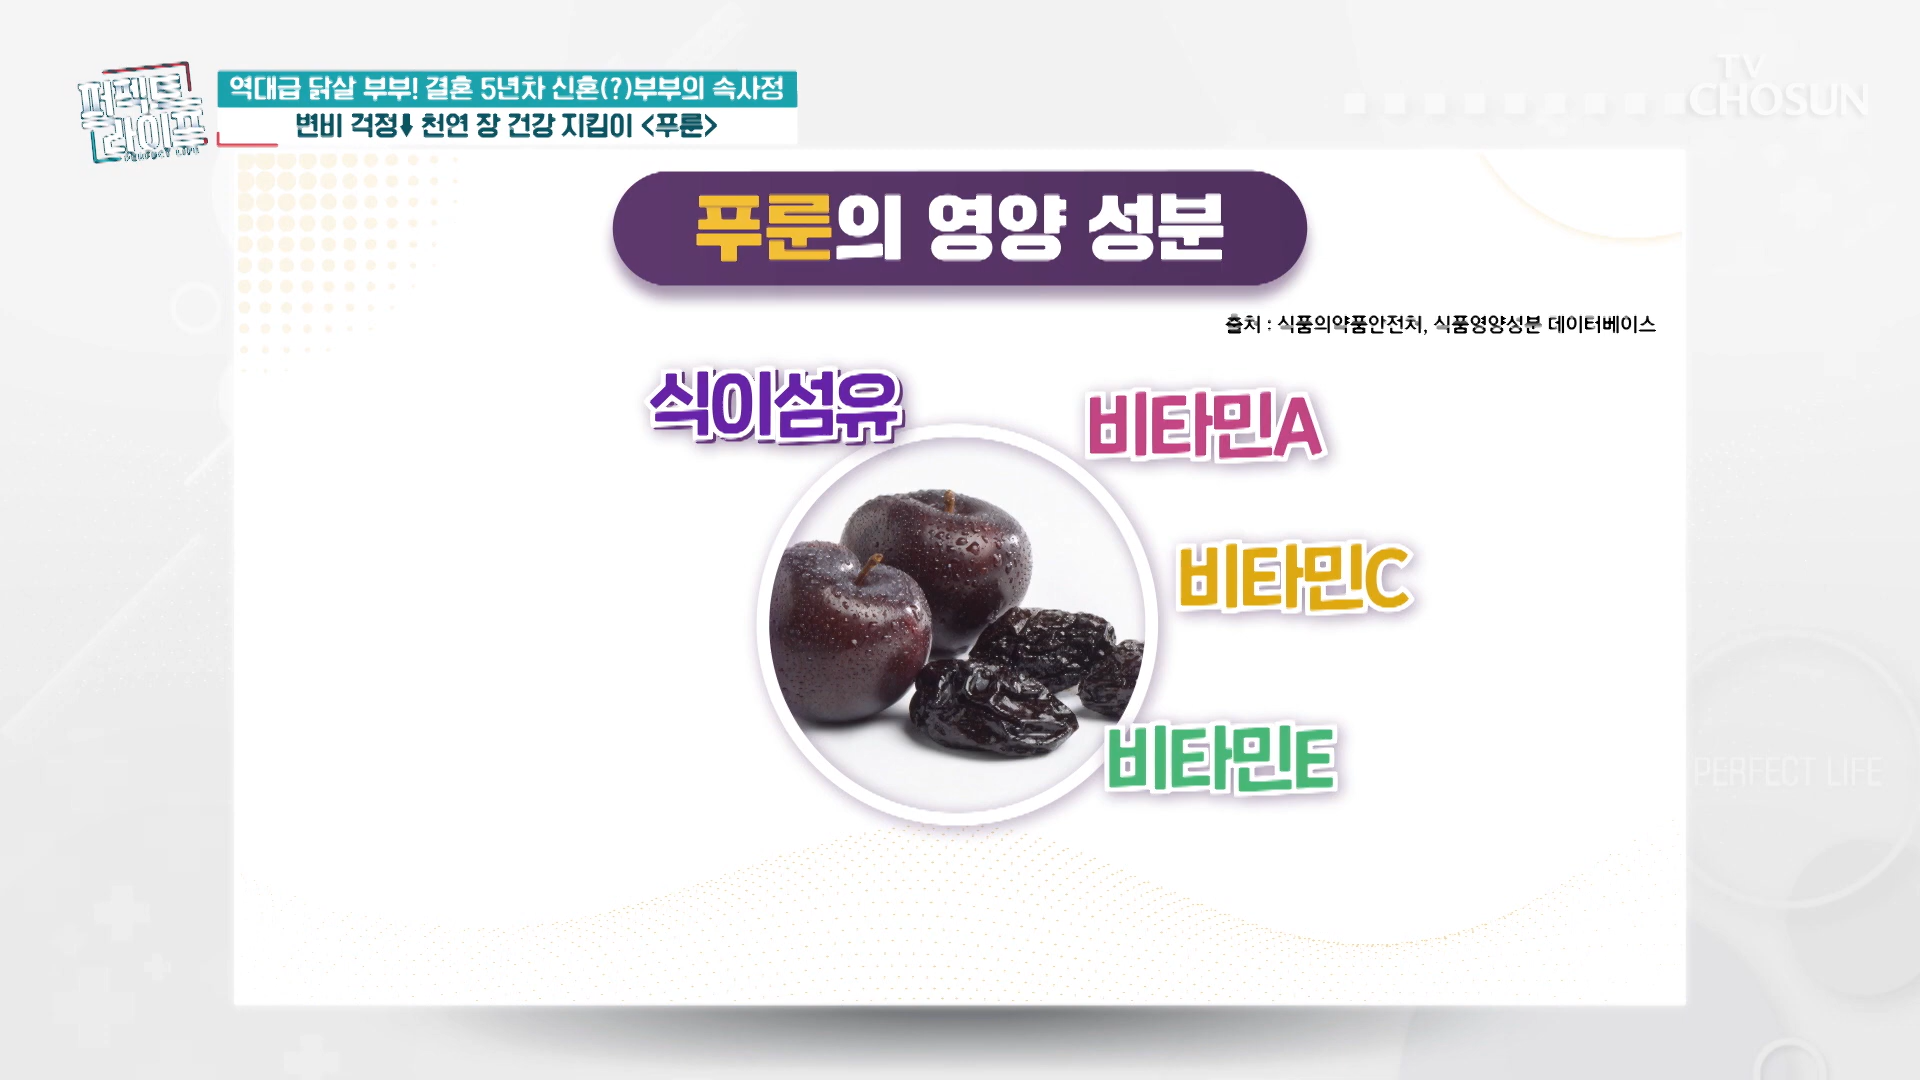 퍼펙트
라이프
PERFECT LIFE
역대급 닭살 부부! 결혼 5년차 신혼(?)부부의 속사정
변비 걱정⬇ 천연 장 건강 지킴이 <푸룬>
TV
CHOSUN
푸룬의 영양 성분
출처 : 식품의약품안전처, 식품영양성분 데이터베이스
식이섬유
비타민A
비타민C
비타민E
PERFECT LIFE